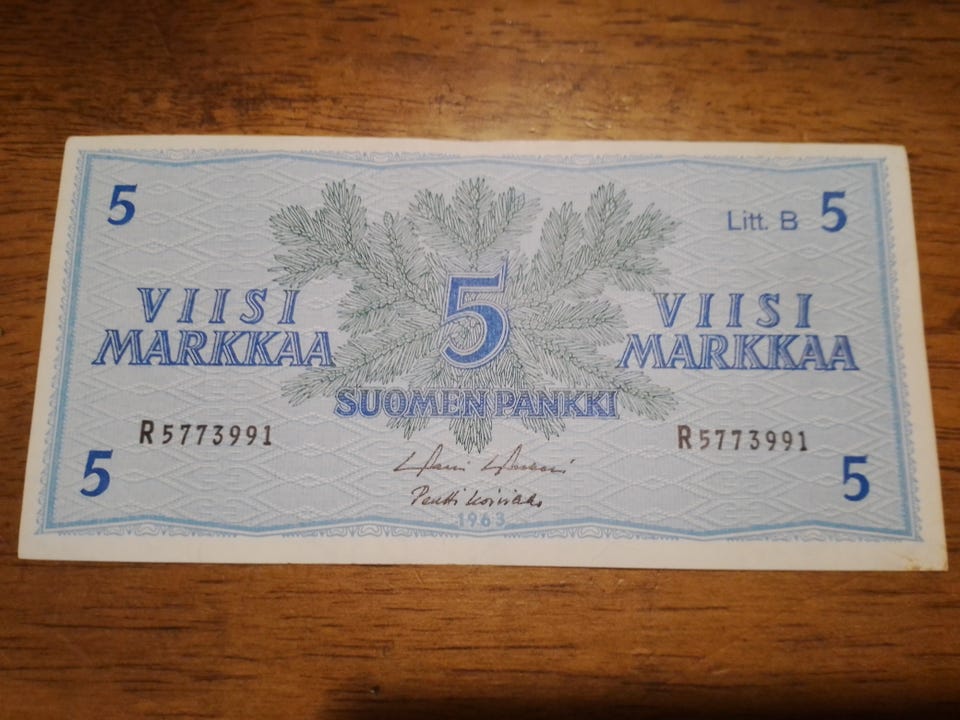 5
Litt. B 5
VIISI
MARKKAA
5
VIISI
MARKKAA
SUOMEN PANKKI
R5773991
R5773991
5
5
1963